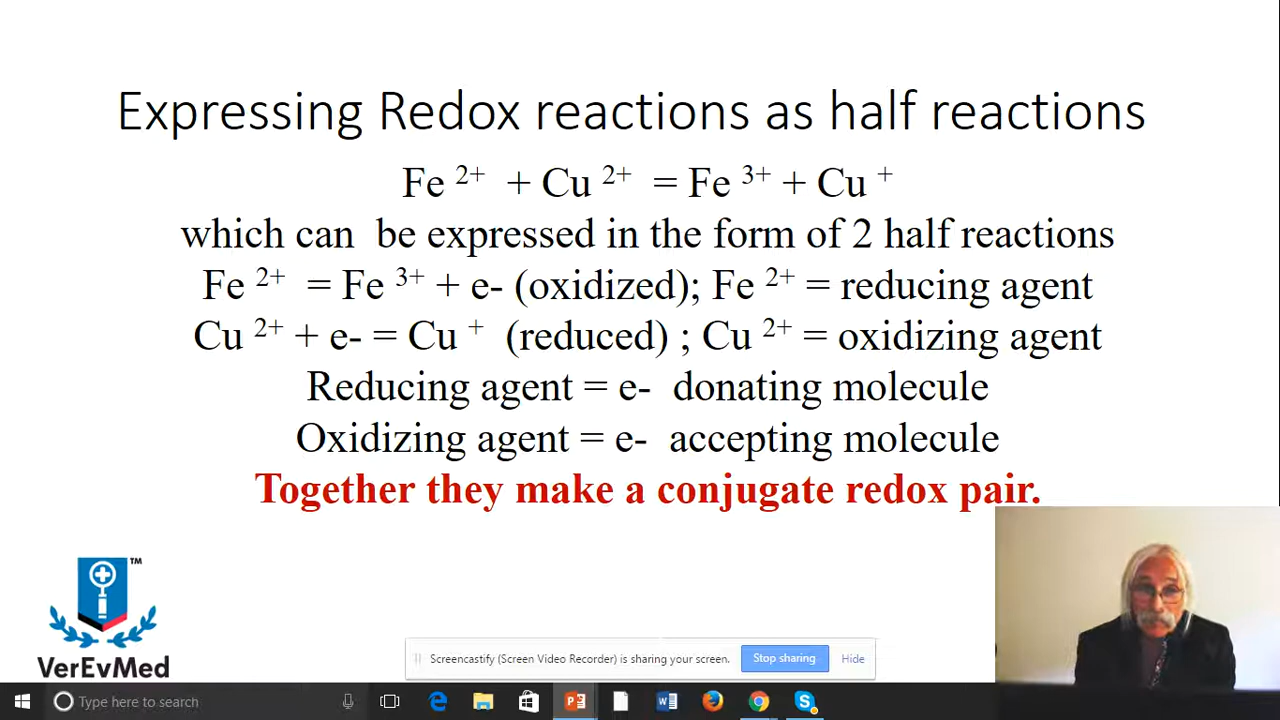 Expressing Redox reactions as half reactions
Fe ²⁺ + Cu ²⁺ = Fe ³⁺ + Cu ⁺
which can be expressed in the form of 2 half reactions
Fe ²⁺ = Fe ³⁺ + e- (oxidized); Fe ²⁺ = reducing agent
Cu ²⁺ + e- = Cu ⁺ (reduced) ; Cu ²⁺ = oxidizing agent
Reducing agent = e- donating molecule
Oxidizing agent = e- accepting molecule
Together they make a conjugate redox pair.
TM
VerEvMed
Screencastify (Screen Video Recorder) is sharing your screen. Stop sharing Hide
Type here to search